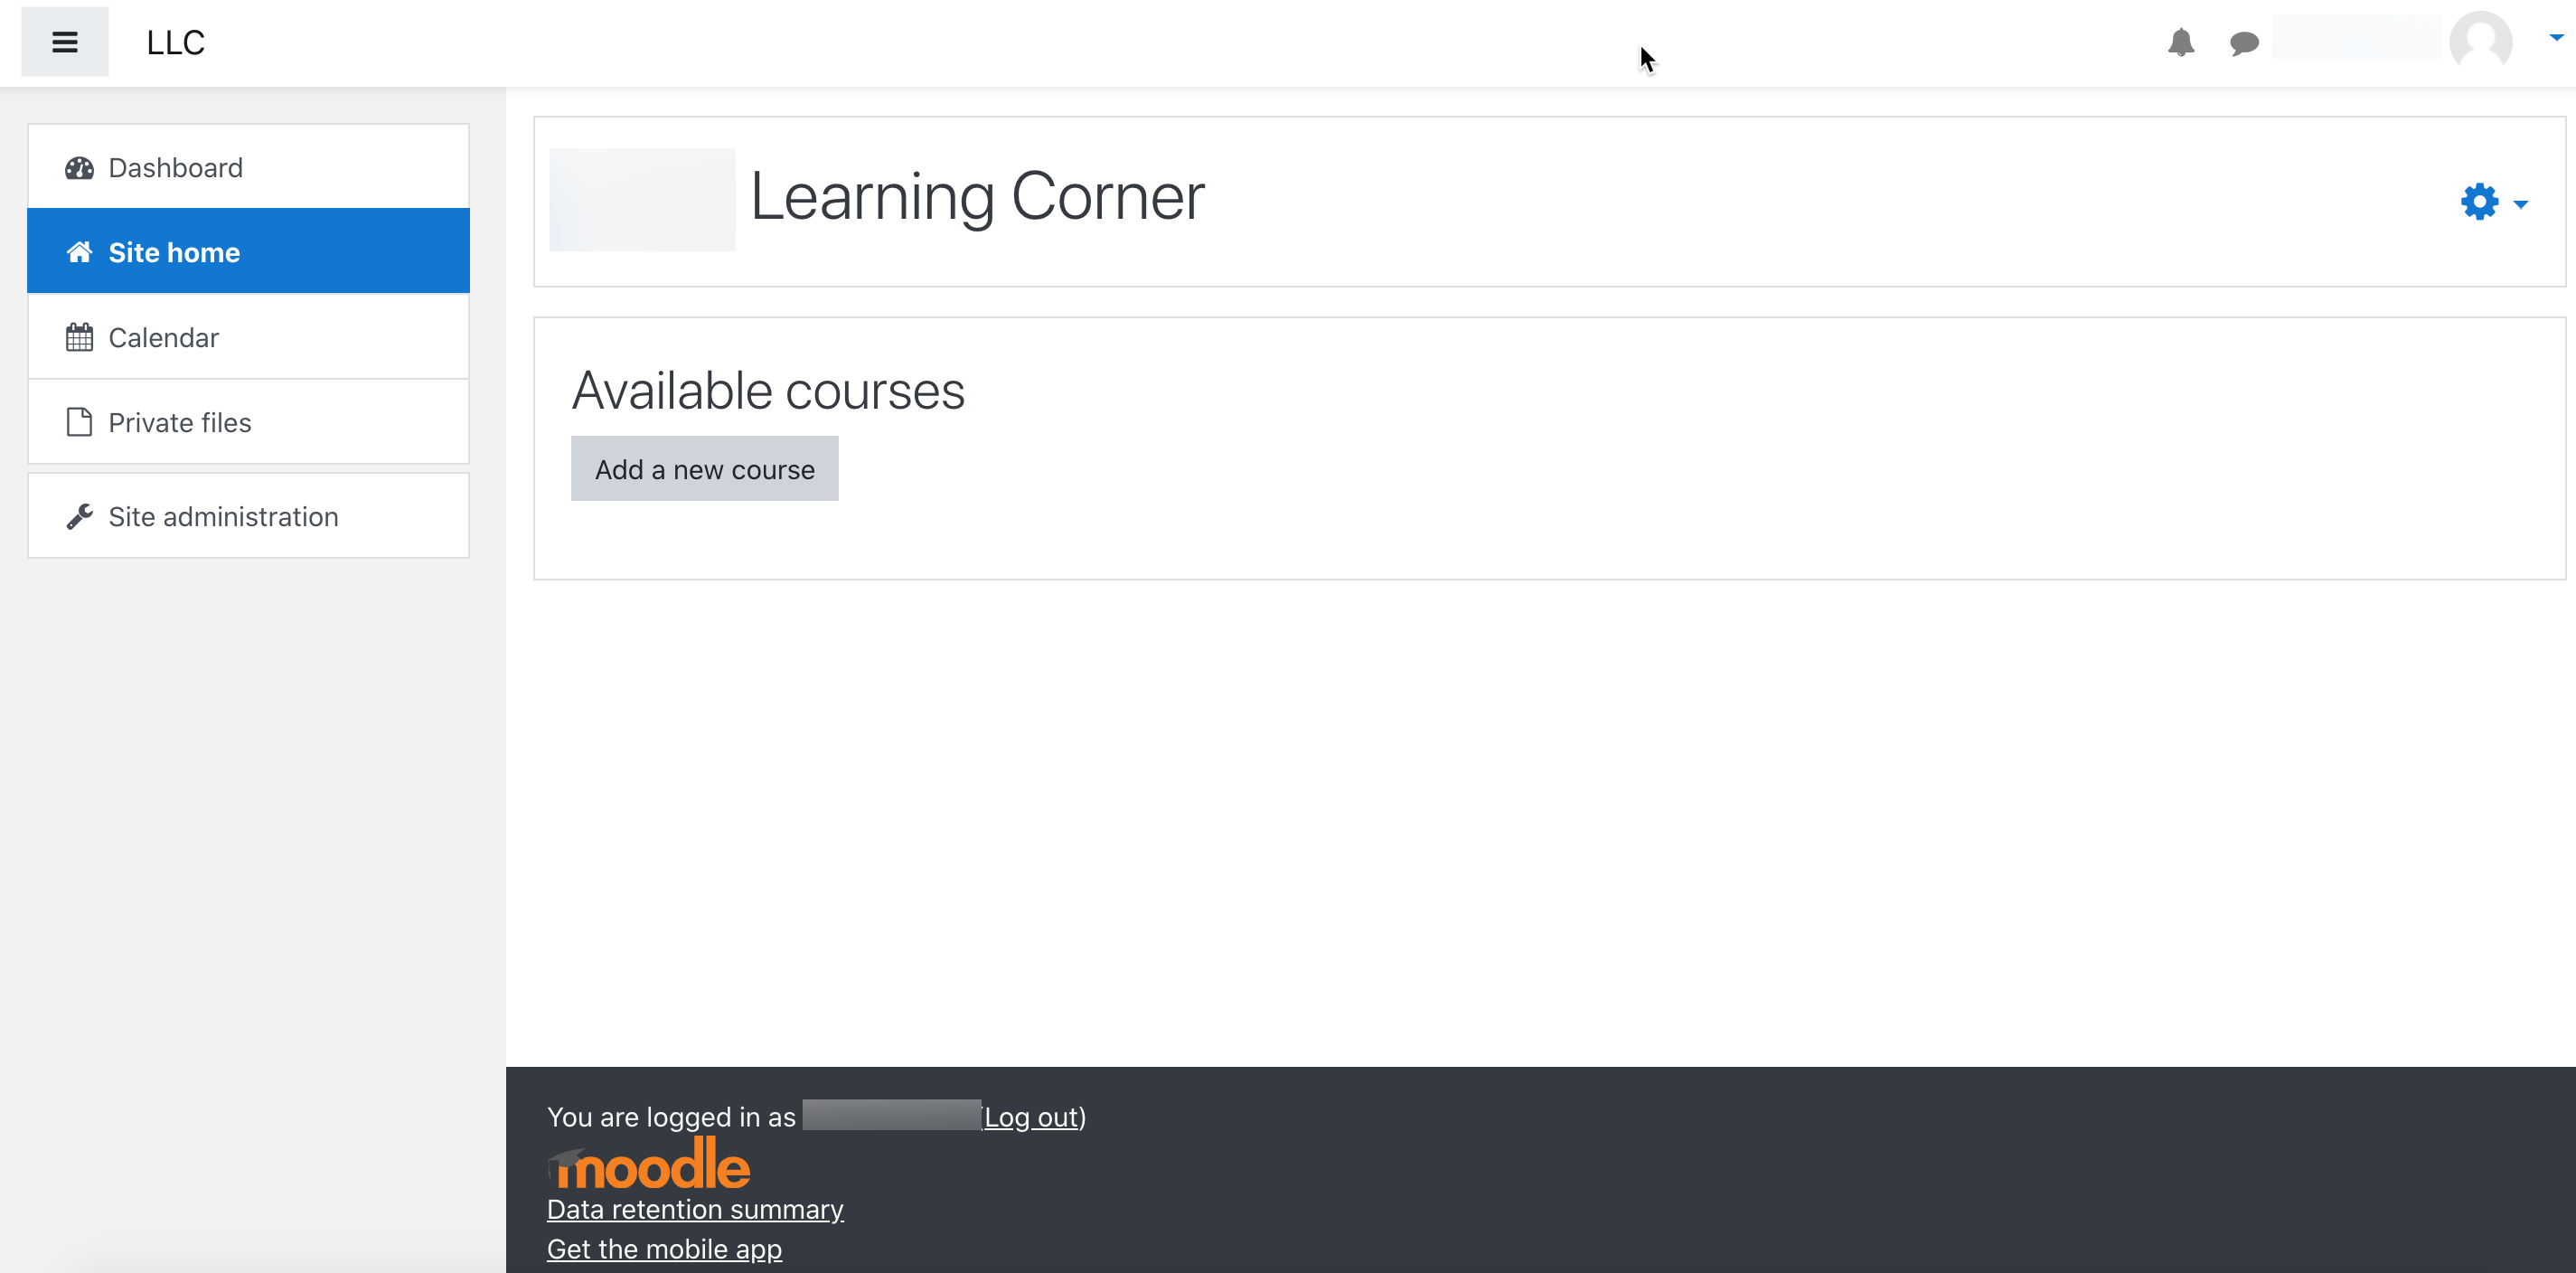 LLC
Dashboard
Site home
Calendar
Private files
Site administration
Learning Corner
Available courses
Add a new course
You are logged in as (Log out)
moodle
Data retention summary
Get the mobile app